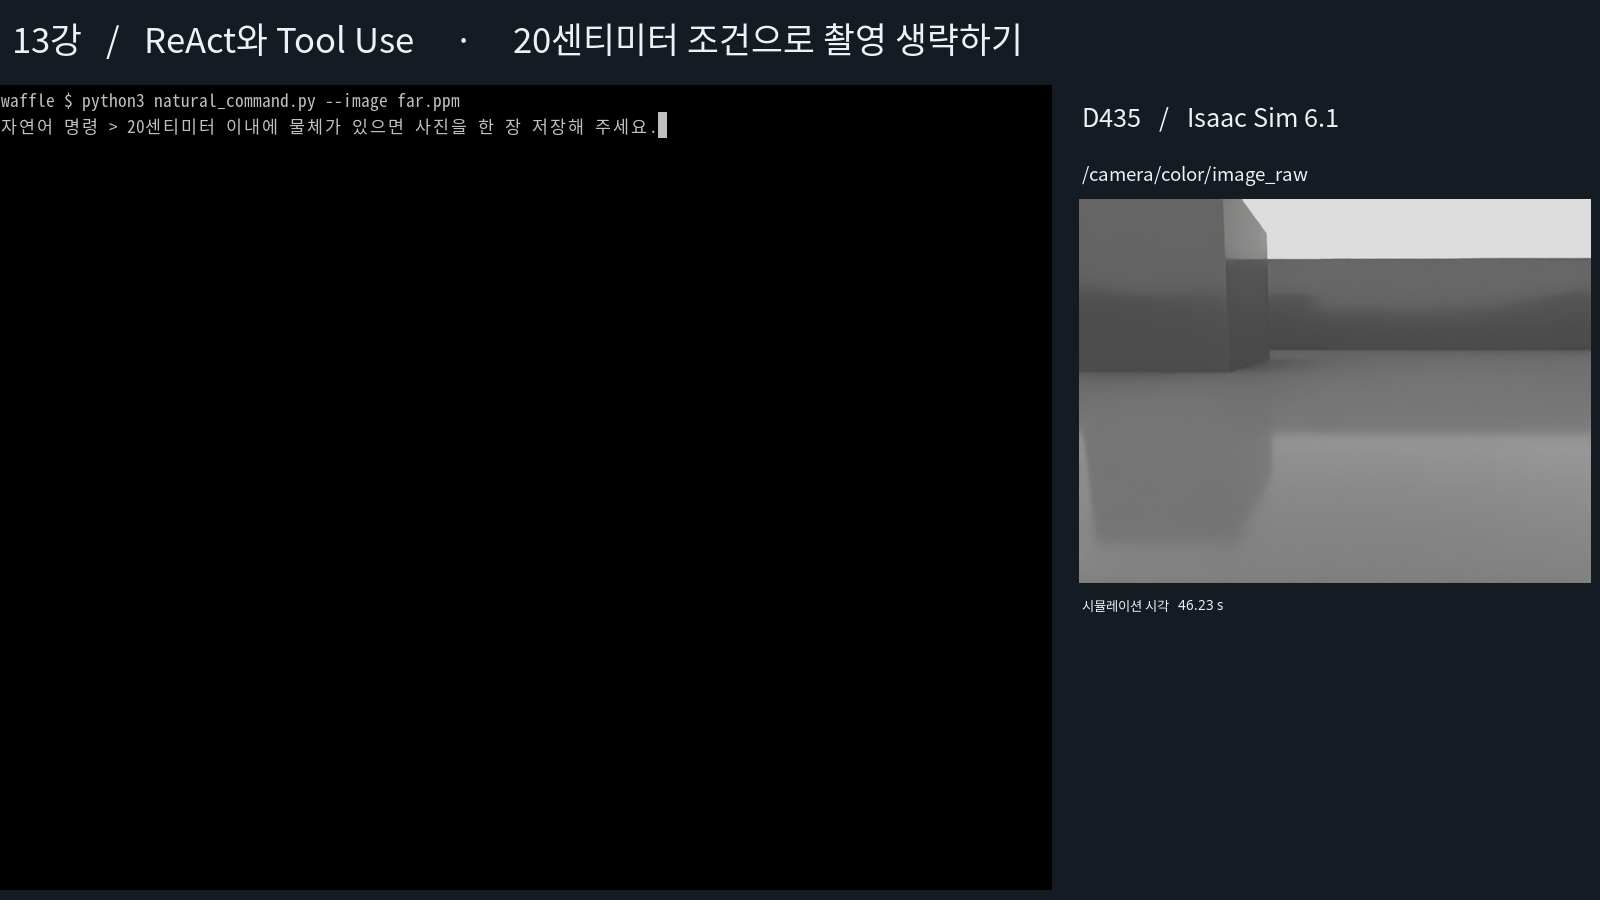 13강 / ReAct와 Tool Use · 20센티미터 조건으로 촬영 생략하기
waffle $ python3 natural_command.py --image far.ppm
자연어 명령 > 20센티미터 이내에 물체가 있으면 사진을 한 장 저장해 주세요.
D435 / Isaac Sim 6.1
/camera/color/image_raw
시뮬레이션 시각 46.23 s